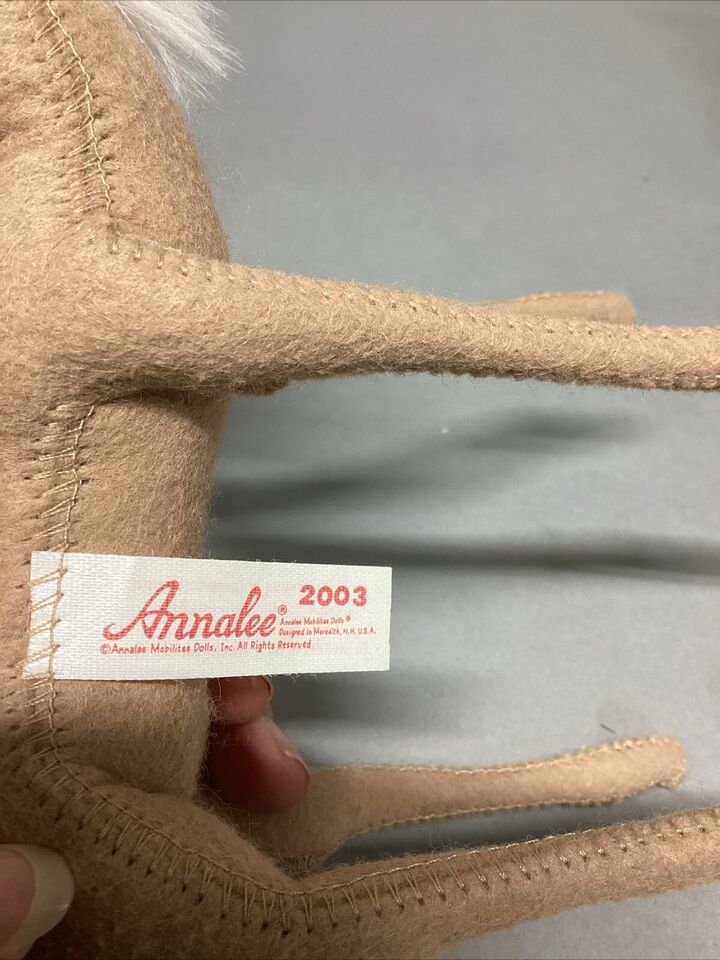 Annalee® 2003
Annalee Mobilitee Dolls®
Designed in Meredith, N.H. U.S.A.
©Annalee Mobilitee Dolls, Inc. All Rights Reserved